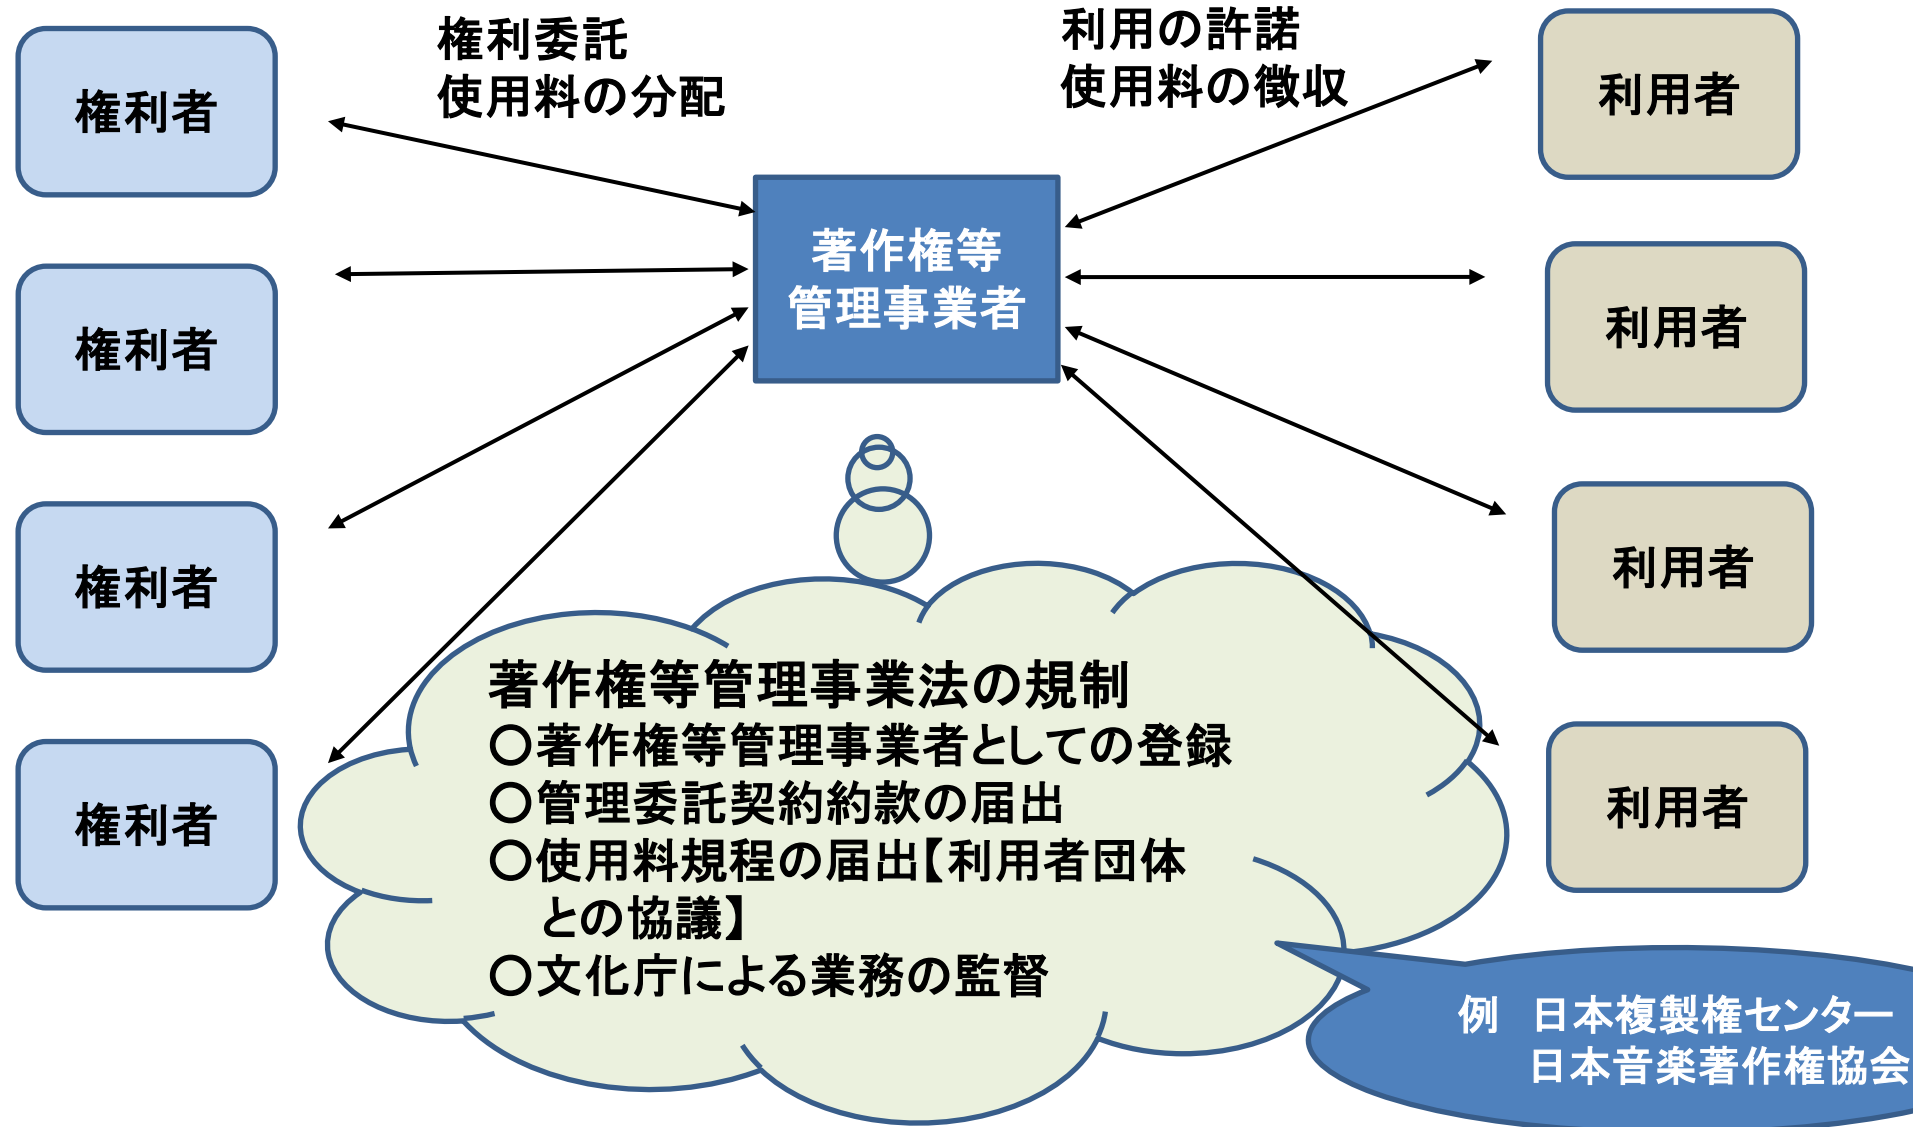 権利委託
使用料の分配
利用の許諾
使用料の徴収
権利者
権利者
権利者
権利者
著作権等
管理事業者
利用者
利用者
利用者
利用者
著作権等管理事業法の規制
○著作権等管理事業者としての登録
○管理委託契約約款の届出
○使用料規程の届出【利用者団体
との協議】
○文化庁による業務の監督
例　日本複製権センター
日本音楽著作権協会